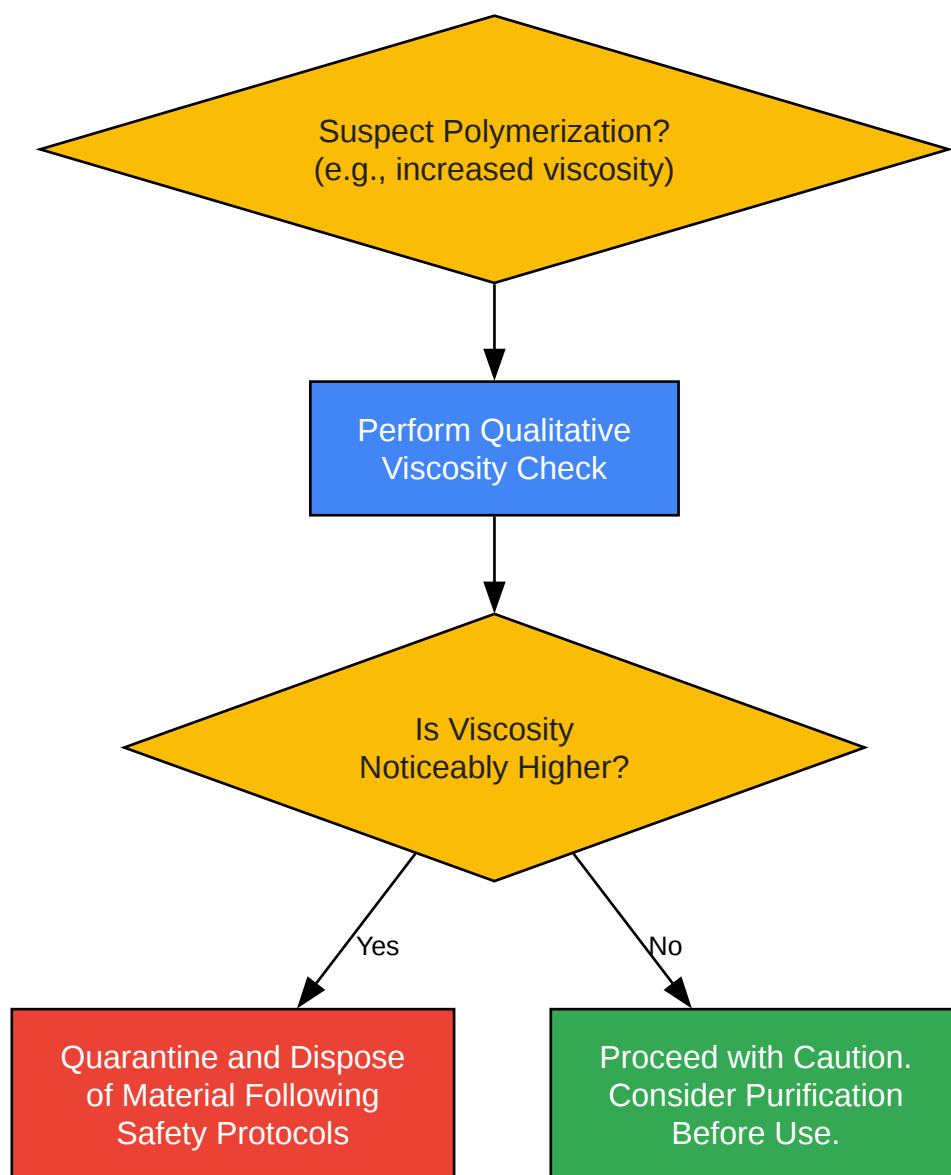 Suspect Polymerization?
(e.g., increased viscosity)
Perform Qualitative
Viscosity Check
Is Viscosity
Noticeably Higher?
Yes
No
Quarantine and Dispose
of Material Following
Safety Protocols
Proceed with Caution.
Consider Purification
Before Use.